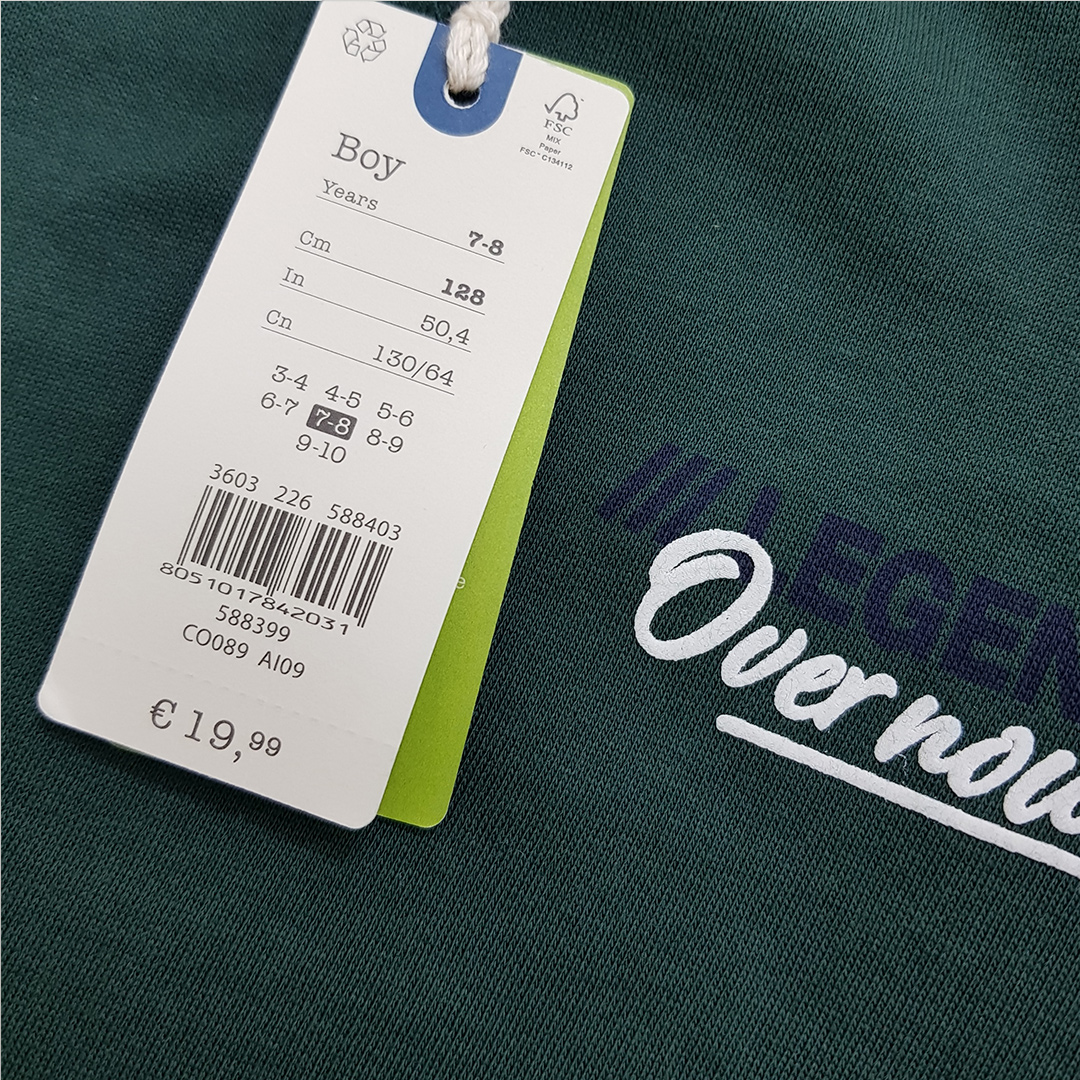 FSC
MIX
Paper
FSC™ C134112
Boy
Years 7-8
Cm 128
In 50,4
Cn 130/64
3-4 4-5 5-6
6-7 7-8 8-9
9-10
3603 226 588403
8051017842031
588399
CO089 AI09
€ 19,99
LEGEN
Over now